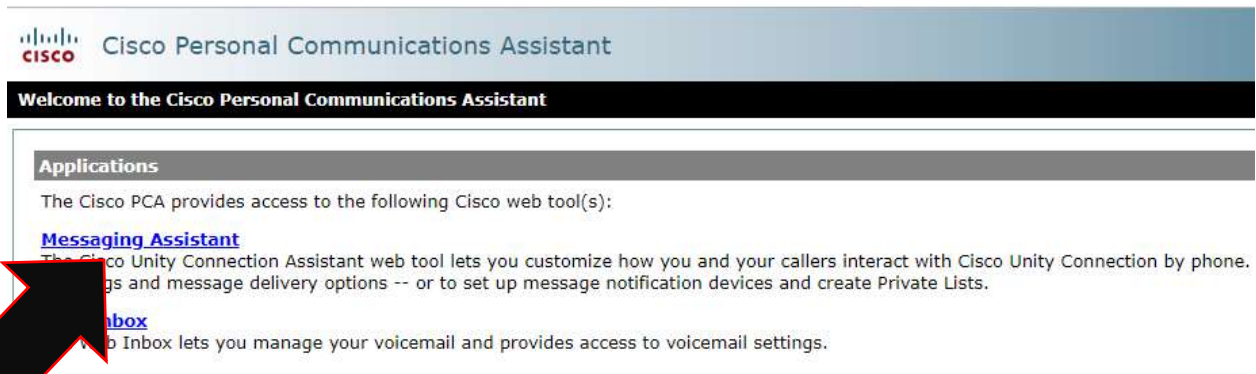 CISCO Cisco Personal Communications Assistant
Welcome to the Cisco Personal Communications Assistant
Applications
The Cisco PCA provides access to the following Cisco web tool(s):
Messaging Assistant
The Cisco Unity Connection Assistant web tool lets you customize how you and your callers interact with Cisco Unity Connection by phone.
and message delivery options -- or to set up message notification devices and create Private Lists.
Inbox lets you manage your voicemail and provides access to voicemail settings.